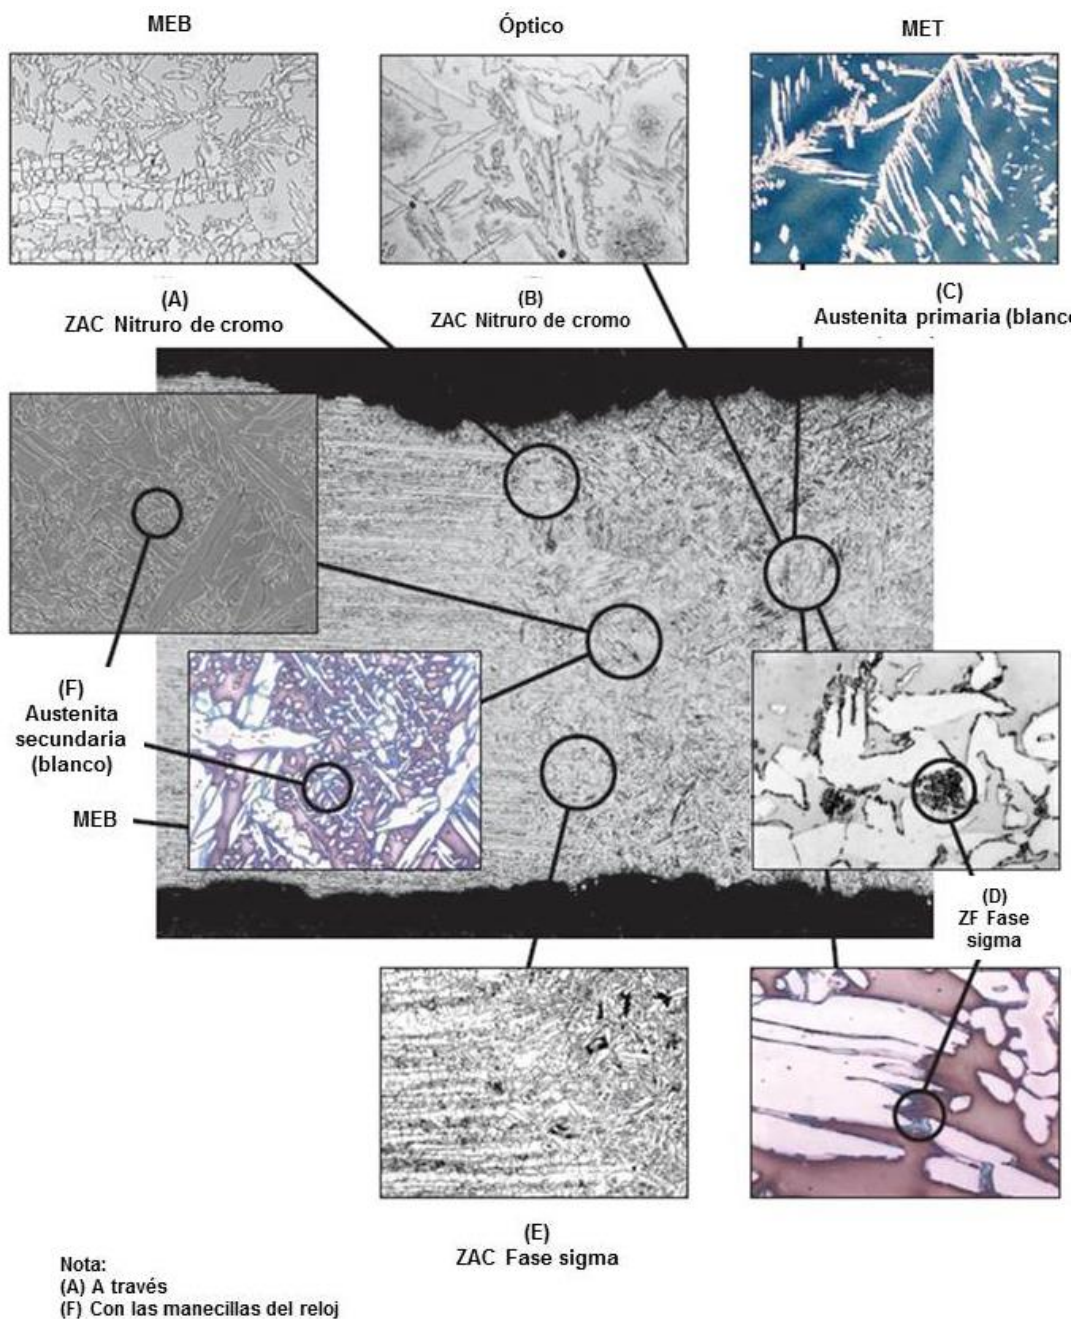 MEB
Óptico
MET
(A)
ZAC Nitruro de cromo
(B)
ZAC Nitruro de cromo
(C)
Austenita primaria (blanco
(F)
Austenita
secundaria
(blanco)
MEB
(D)
ZF Fase
sigma
(E)
ZAC Fase sigma
Nota:
(A) A través
(F) Con las manecillas del reloj